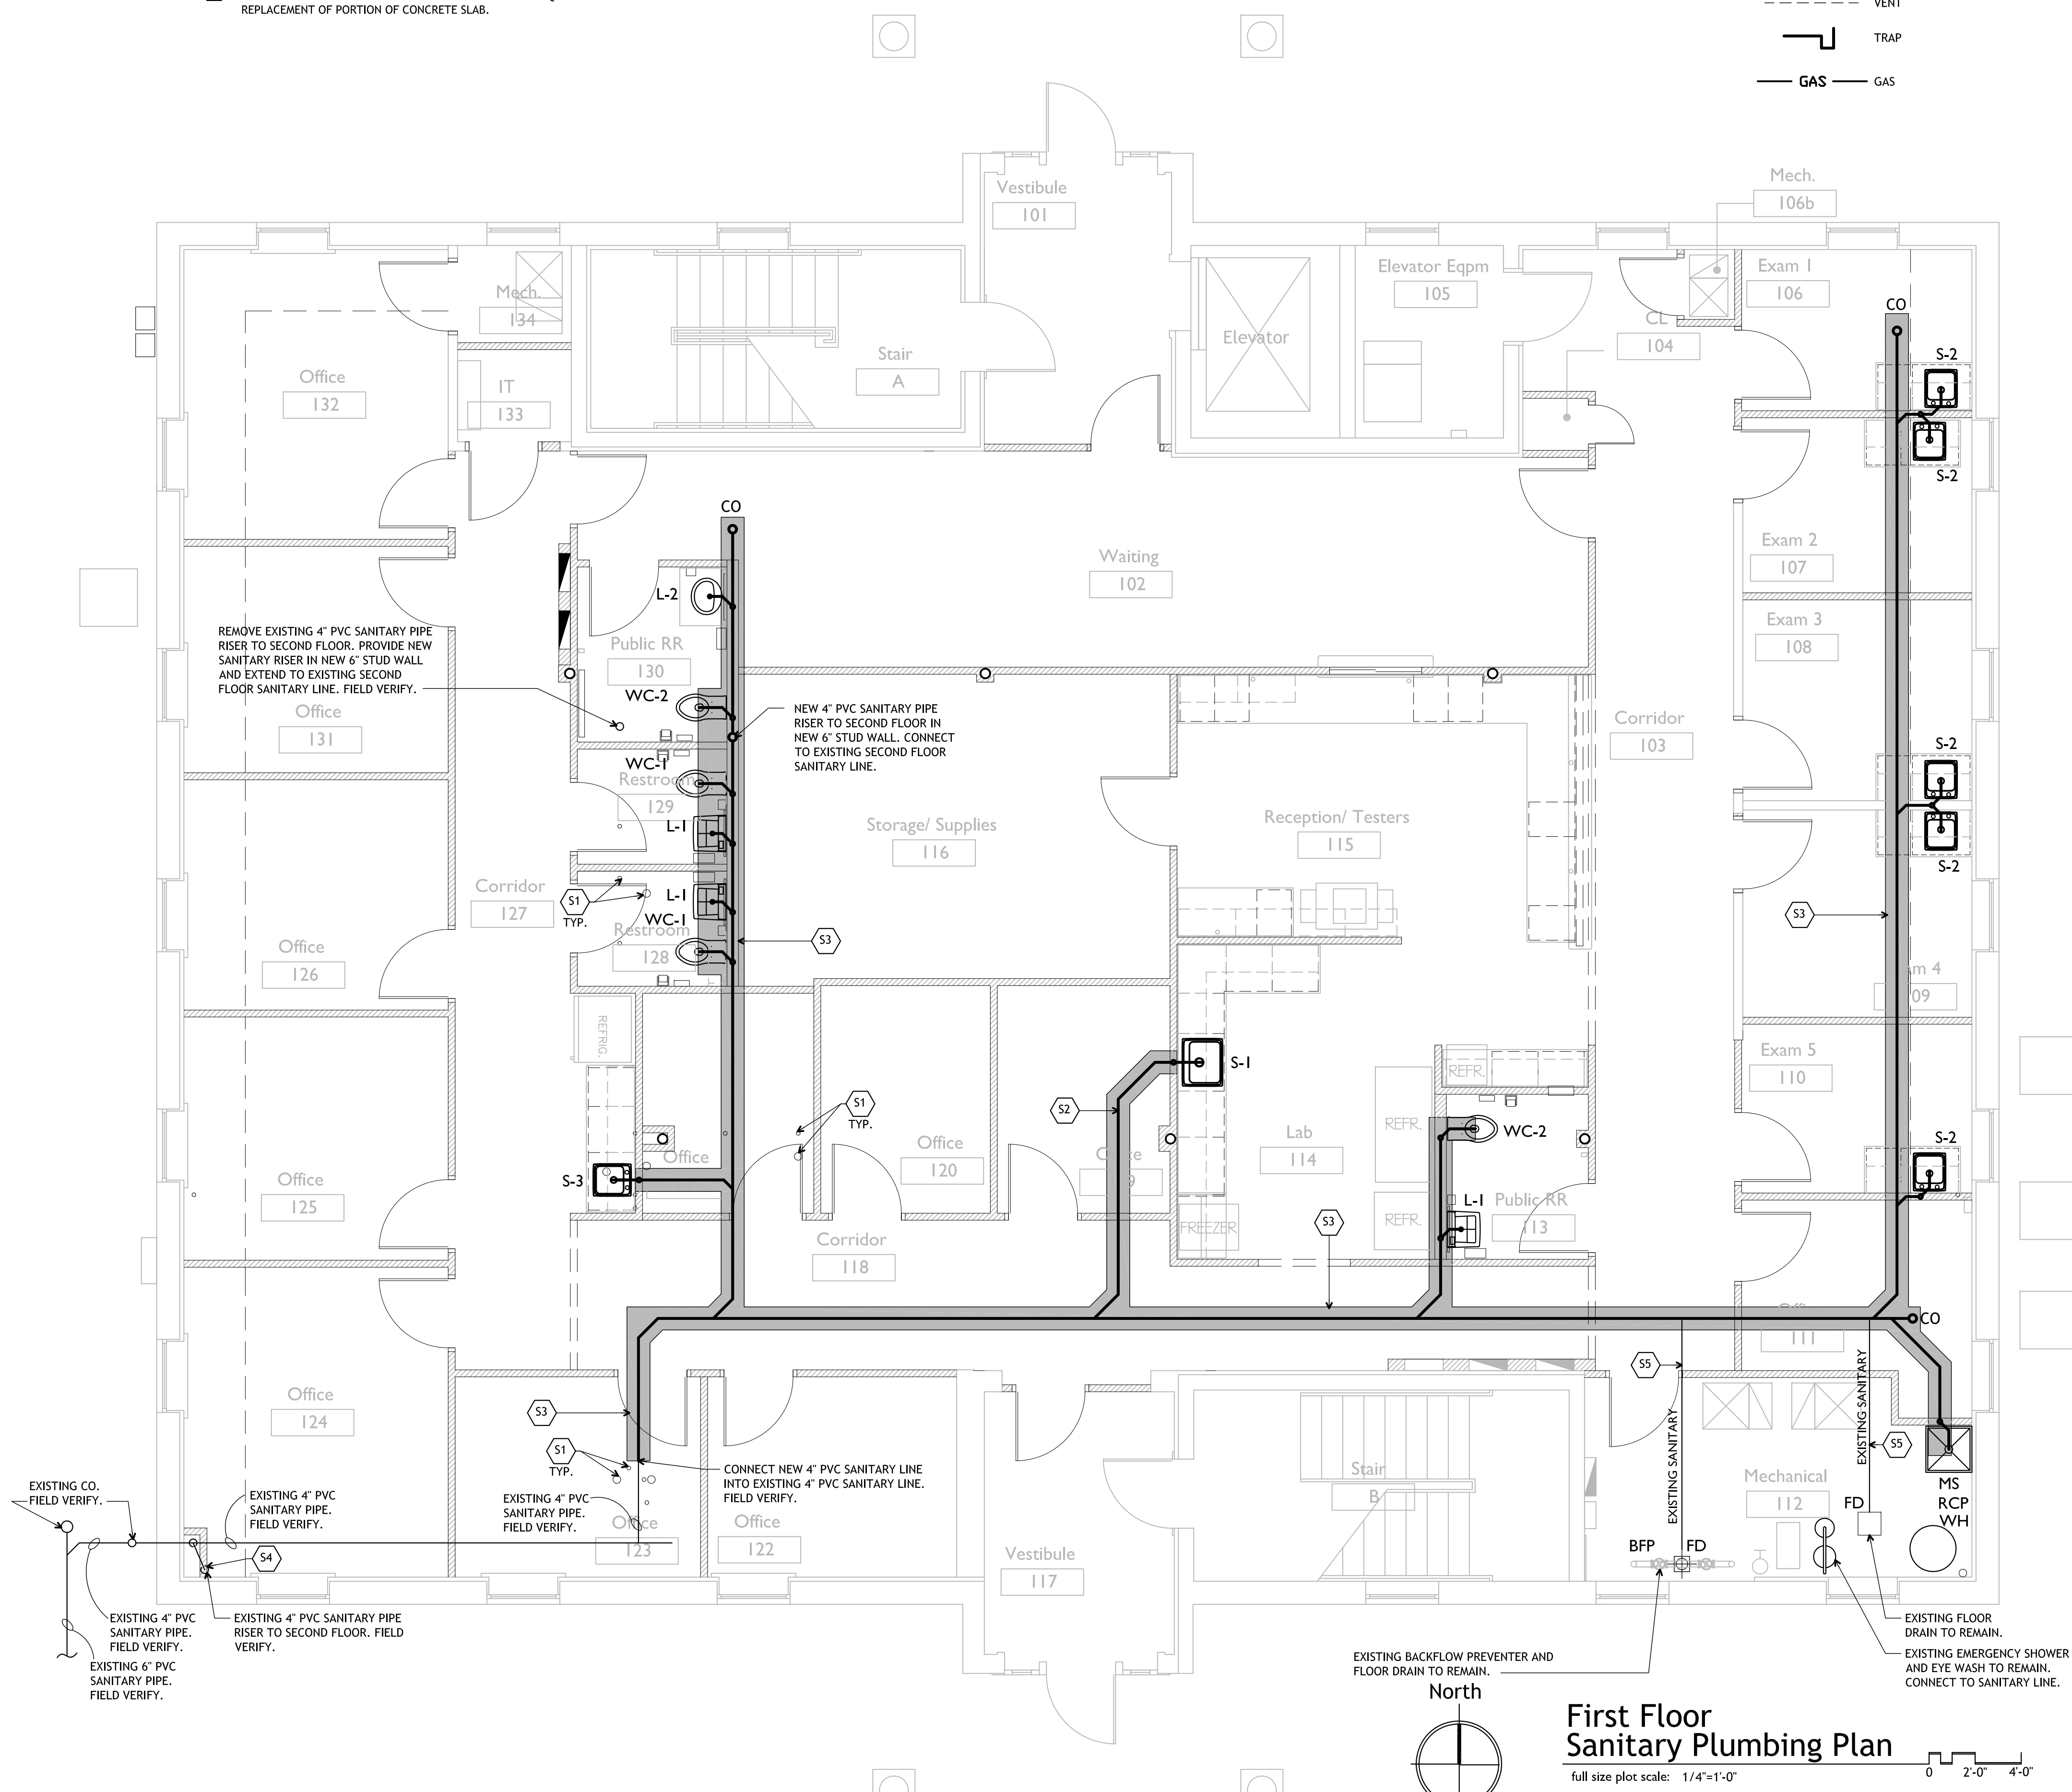 REPLACEMENT OF PORTION OF CONCRETE SLAB.
VENT
TRAP
GAS
GAS
Vestibule
101
Mech.
106b
Mech.
134
Stair
A
Elevator
Elevator Eqpm
105
CL
104
Exam 1
106
CO
S-2
S-2
Office
132
IT
133
CO
Waiting
102
Exam 2
107
Exam 3
108
L-2
REMOVE EXISTING 4" PVC SANITARY PIPE
RISER TO SECOND FLOOR. PROVIDE NEW
SANITARY RISER IN NEW 6" STUD WALL
AND EXTEND TO EXISTING SECOND
FLOOR SANITARY LINE. FIELD VERIFY.
Public RR
130
WC-2
Office
131
NEW 4" PVC SANITARY PIPE
RISER TO SECOND FLOOR IN
NEW 6" STUD WALL. CONNECT
TO EXISTING SECOND FLOOR
SANITARY LINE.
Corridor
103
WC-1
Restroom
129
L-1
Storage/ Supplies
116
Reception/ Testers
115
S-2
S-2
Corridor
127
S1
TYP.
L-1
WC-1
Restroom
128
S3
S3
Office
126
m 4
09
REFRIG.
S-1
REFR.
Exam 5
110
S2
S1
TYP.
REFR.
WC-2
Lab
114
Office
120
Office
S-3
S-2
Office
125
L-1
Public RR
113
FREEZER
REFR.
S3
Corridor
118
CO
111
S5
EXISTING SANITARY
EXISTING SANITARY
S5
Office
124
S3
S1
TYP.
CONNECT NEW 4" PVC SANITARY LINE
INTO EXISTING 4" PVC SANITARY LINE.
FIELD VERIFY.
Stair
B
Mechanical
112
MS
RCP
WH
FD
EXISTING CO.
FIELD VERIFY.
EXISTING 4" PVC
SANITARY PIPE.
FIELD VERIFY.
EXISTING 4" PVC
SANITARY PIPE.
FIELD VERIFY.
Office
123
Office
122
Vestibule
117
BFP
FD
S4
EXISTING 4" PVC
SANITARY PIPE.
FIELD VERIFY.
EXISTING 4" PVC SANITARY PIPE
RISER TO SECOND FLOOR. FIELD
VERIFY.
EXISTING 6" PVC
SANITARY PIPE.
FIELD VERIFY.
EXISTING FLOOR
DRAIN TO REMAIN.
EXISTING BACKFLOW PREVENTER AND
FLOOR DRAIN TO REMAIN.
EXISTING EMERGENCY SHOWER
AND EYE WASH TO REMAIN.
CONNECT TO SANITARY LINE.
North
First Floor
Sanitary Plumbing Plan
full size plot scale: 1/4"=1'-0"
0 2'-0" 4'-0"